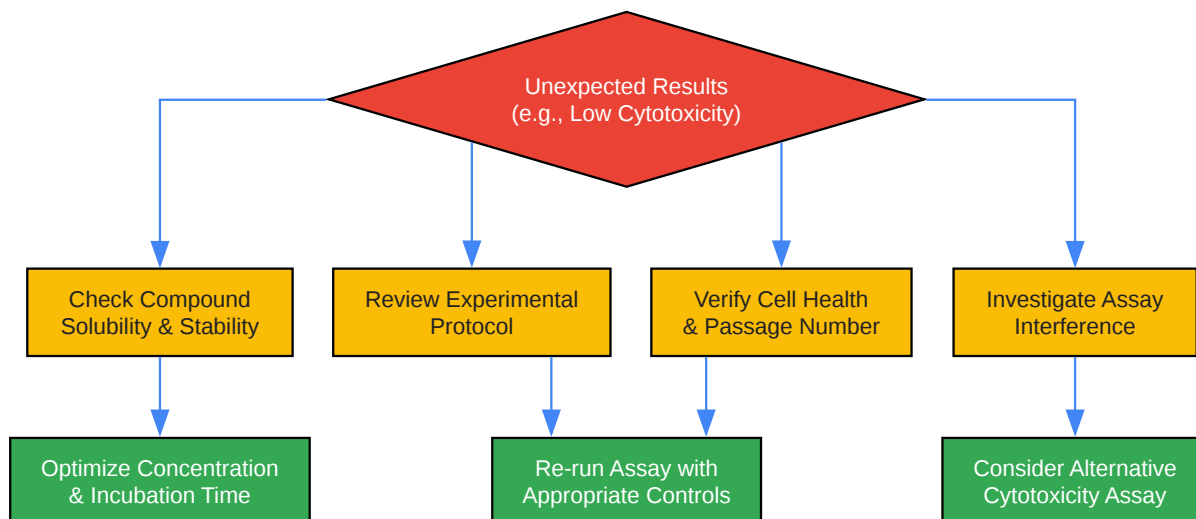 Unexpected Results
(e.g., Low Cytotoxicity)
Check Compound
Solubility & Stability
Review Experimental
Protocol
Verify Cell Health
& Passage Number
Investigate Assay
Interference
Optimize Concentration
& Incubation Time
Re-run Assay with
Appropriate Controls
Consider Alternative
Cytotoxicity Assay